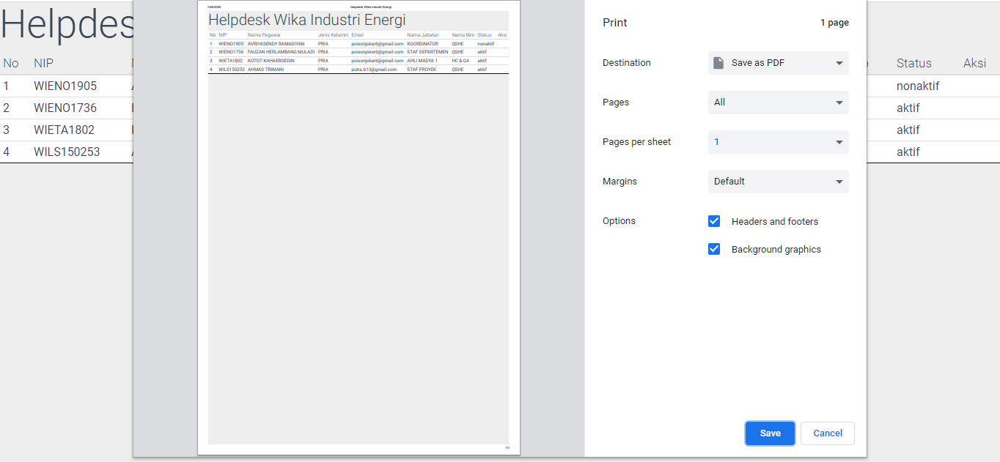 Helpdes
No NIP
1 WIENO1905
2 WIENO1736
3 WIETA1802
4 WILS150253
1/26/2020 Helpdesk Wika Industri Energi
Helpdesk Wika Industri Energi
No NIP Nama Pegawai Jenis Kelamin Email Nama Jabatan Nama Biro Status Aksi
1 WIENO1905 AVRIYASENDY RAMADIYAN PRIA poisonjoker6@gmail.com KOORDINATOR QSHE nonaktif
2 WIENO1736 FAUZAN HERLAMBANG MULADI PRIA poisonjoker6@gmail.com STAF DEPARTEMEN QSHE aktif
3 WIETA1802 KOTOT KAHAEROEDIN PRIA poisonjoker6@gmail.com AHLI MADYA 1 HC & GA aktif
4 WILS150253 AHMAD TRIMANI PRIA putra.b13@gmail.com STAF PROYEK QSHE aktif
1/1
Print 1 page
Destination Save as PDF
Pages All
Pages per sheet 1
Margins Default
Options Headers and footers
Background graphics
Save Cancel
Status Aksi
nonaktif
aktif
aktif
aktif